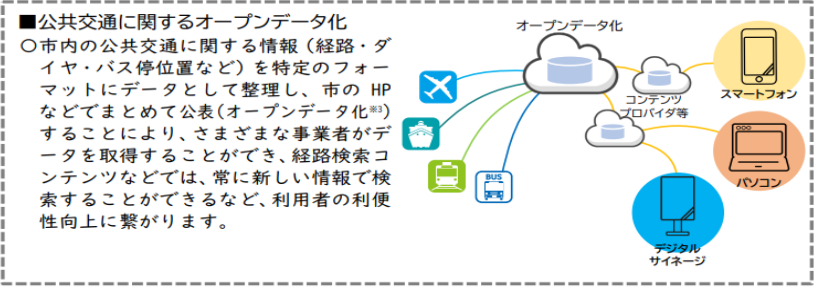 ■公共交通に関するオープンデータ化
〇市内の公共交通に関する情報（経路・ダ
イヤ・バス停位置など）を特定のフォー
マットにデータとして整理し、市の HP
などでまとめて公表（オープンデータ化※3）
することにより、さまざまな事業者がデ
ータを取得することができ、経路検索コ
ンテンツなどでは、常に新しい情報で検
索することができるなど、利用者の利便
性向上に繋がります。
オープンデータ化
コンテンツ
プロバイダ等
スマートフォン
パソコン
BUS
デジタル
サイネージ